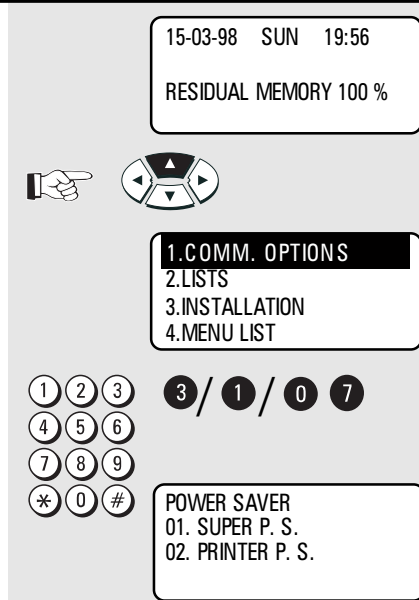 15-03-98 SUN 19:56
RESIDUAL MEMORY 100 %
1.COMM. OPTIONS
2.LISTS
3.INSTALLATION
4.MENU LIST
1 2 3 3 / 1 / 0 7
4 5 6
7 8 9
* 0 #
POWER SAVER
01. SUPER P. S.
02. PRINTER P. S.